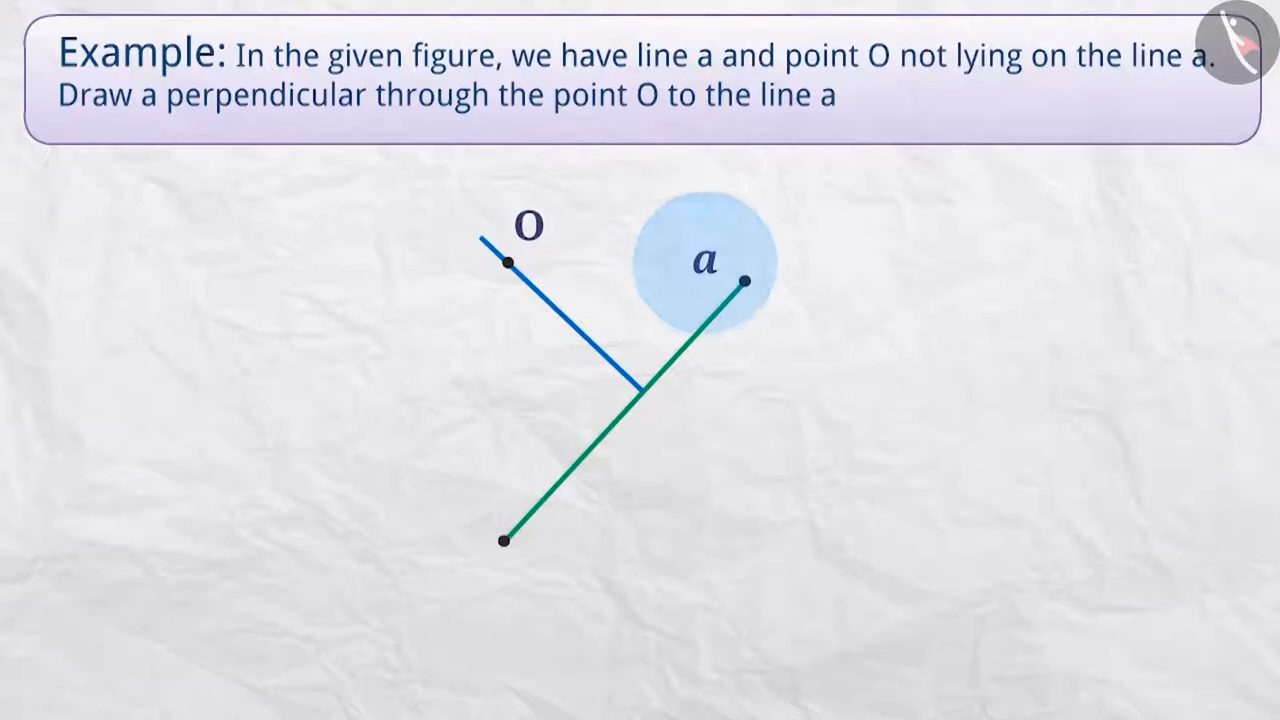 Example: In the given figure, we have line a and point O not lying on the line a.
Draw a perpendicular through the point O to the line a
O
a